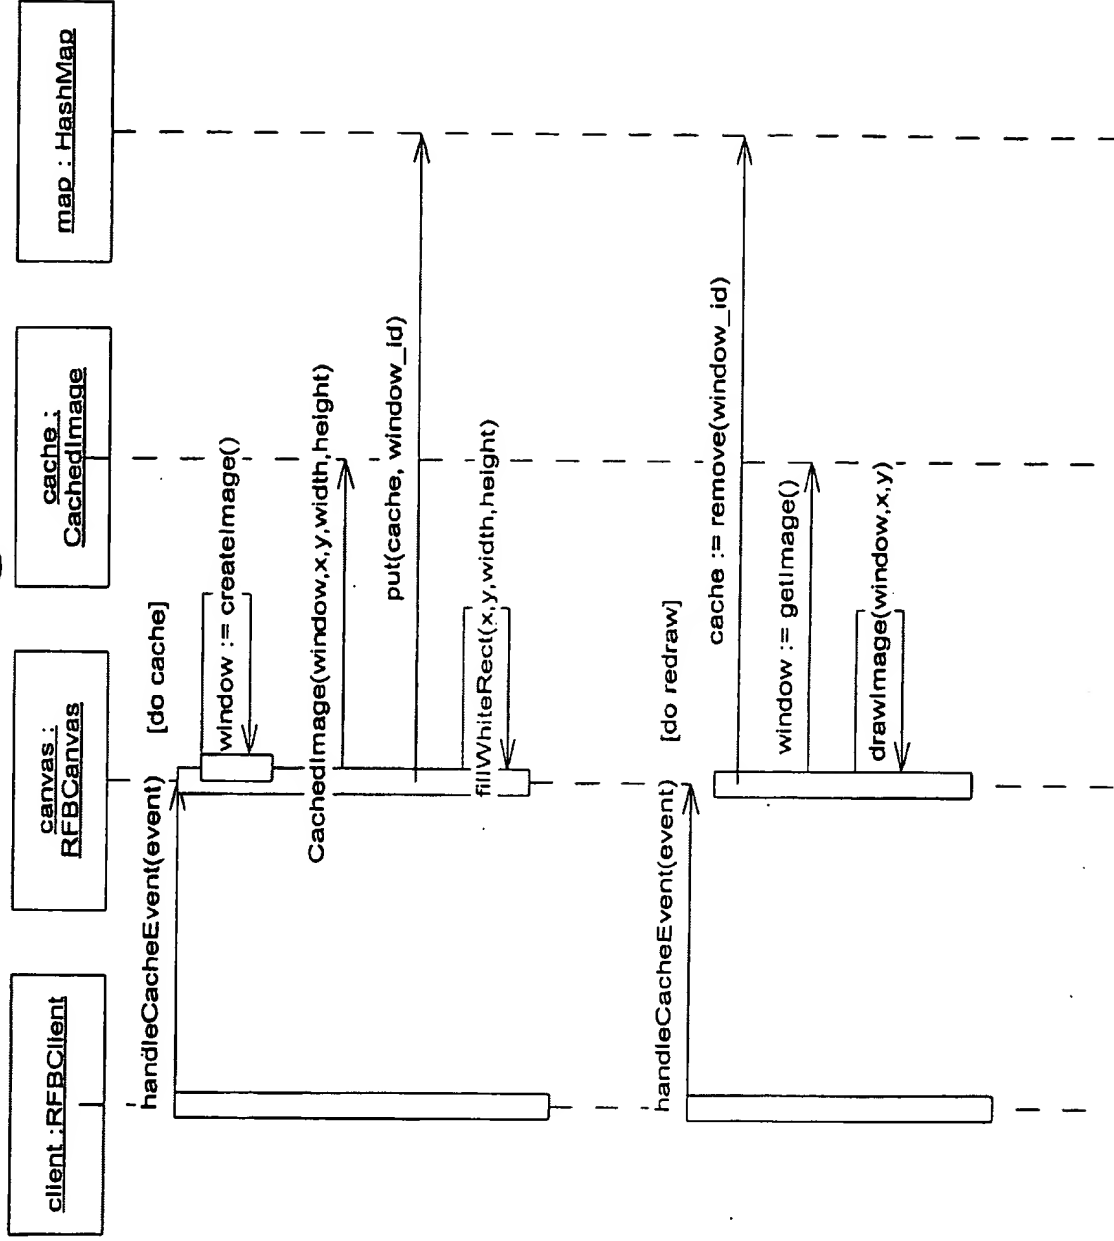 client :RFBClient
canvas :
RFBCanvas
cache :
CachedImage
map : HashMap
handleCacheEvent(event)
[do cache]
window := createImage()
CachedImage(window,x,y,width,height)
put(cache, window_id)
fillWhiteRect(x,y,width,height)
handleCacheEvent(event)
[do redraw]
cache := remove(window_id)
window := getImage()
drawImage(window,x,y)